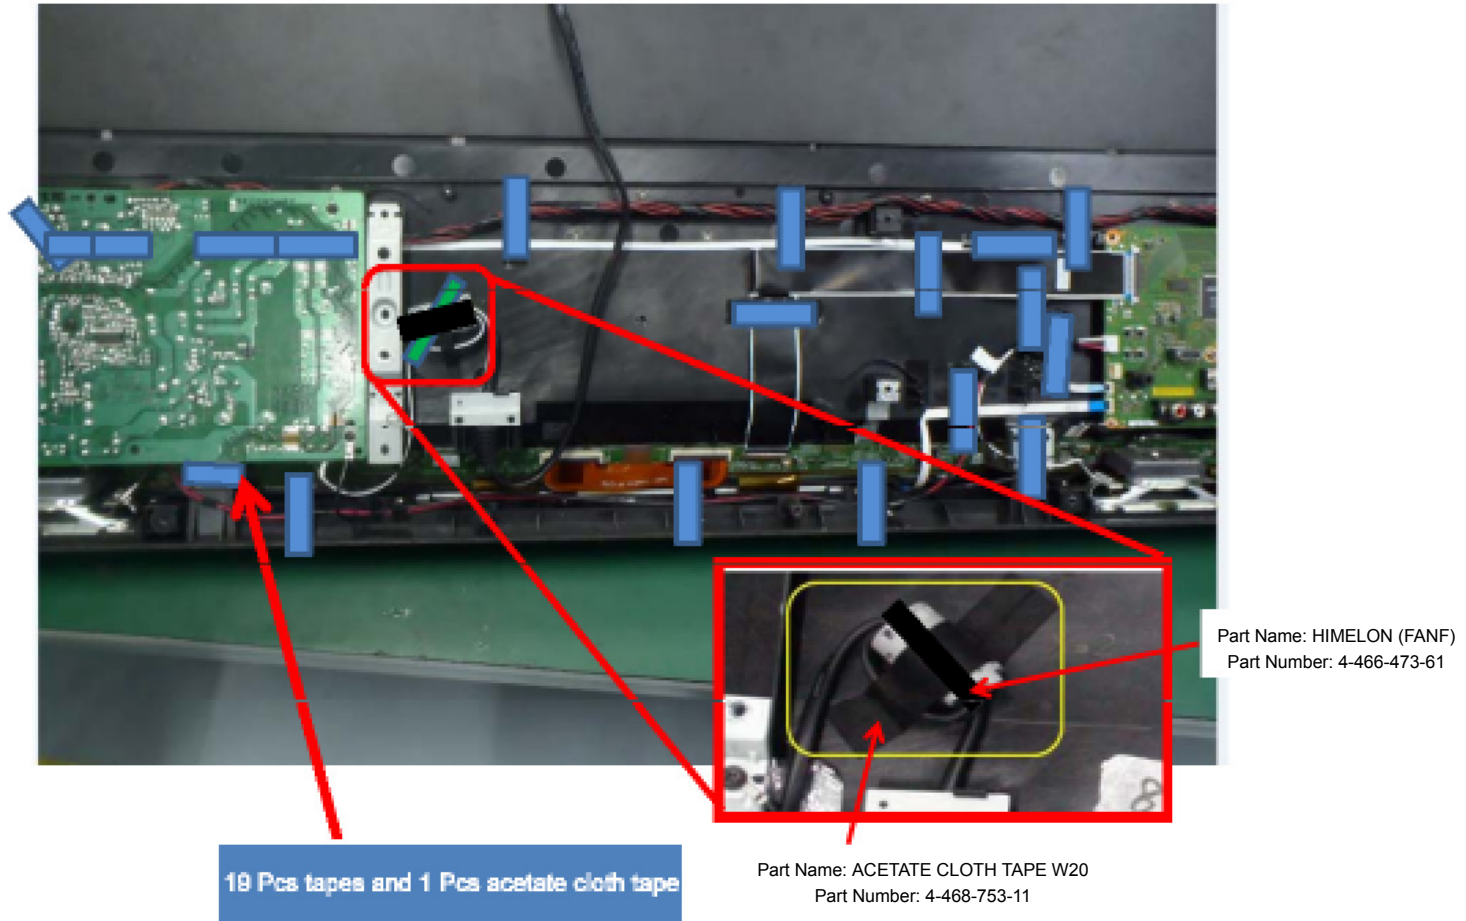 Part Name: HIMELON (FANF)
Part Number: 4-466-473-61
19 Pcs tapes and 1 Pcs acetate cloth tape
Part Name: ACETATE CLOTH TAPE W20
Part Number: 4-468-753-11